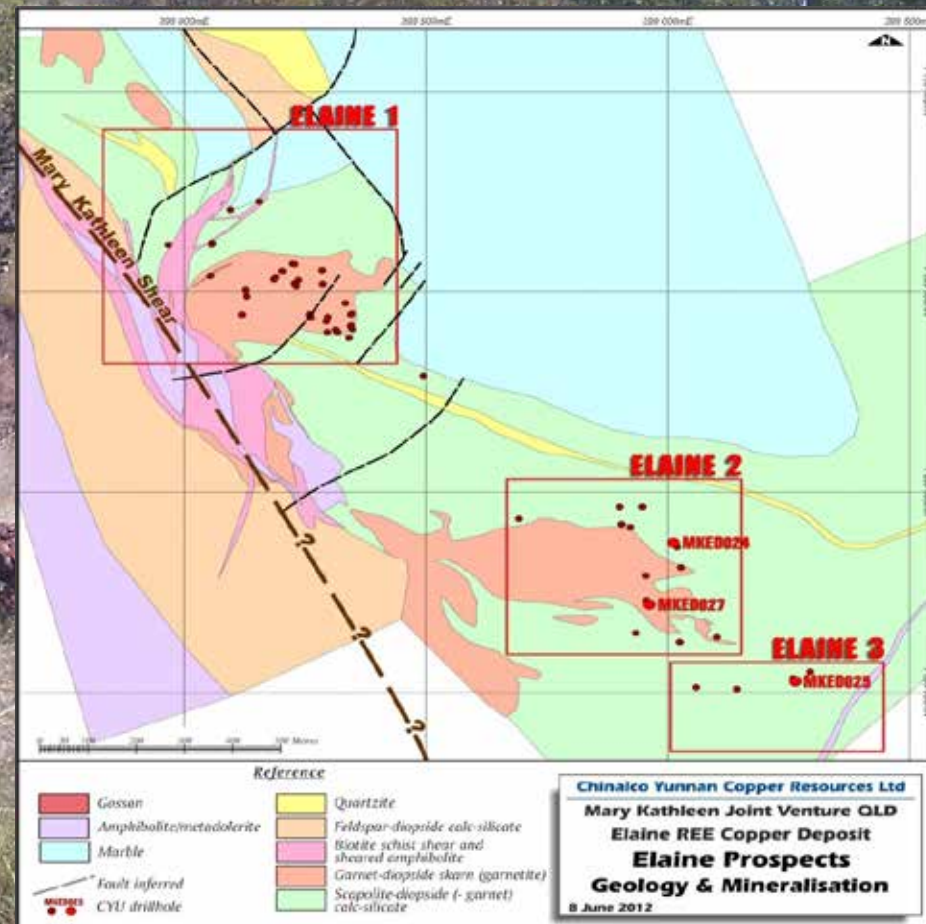 ELAINE 1
Mary Kathleen Shear
ELAINE 2
MKED024
?
MKED027
?
ELAINE 3
MKED025
?
Reference
Gossan
Amphibolite/metadolerite
Marble
Fault inferred
CYU drillhole
Quartzite
Feldspar-diopside calc-silicate
Biotite schist shear and
sheared amphibolite
Garnet-diopside skarn (garnetite)
Scapolite-diopside (- garnet)
calc-silicate
Chinalco Yunnan Copper Resources Ltd
Mary Kathleen Joint Venture QLD
Elaine REE Copper Deposit
Elaine Prospects
Geology & Mineralisation
8 June 2012